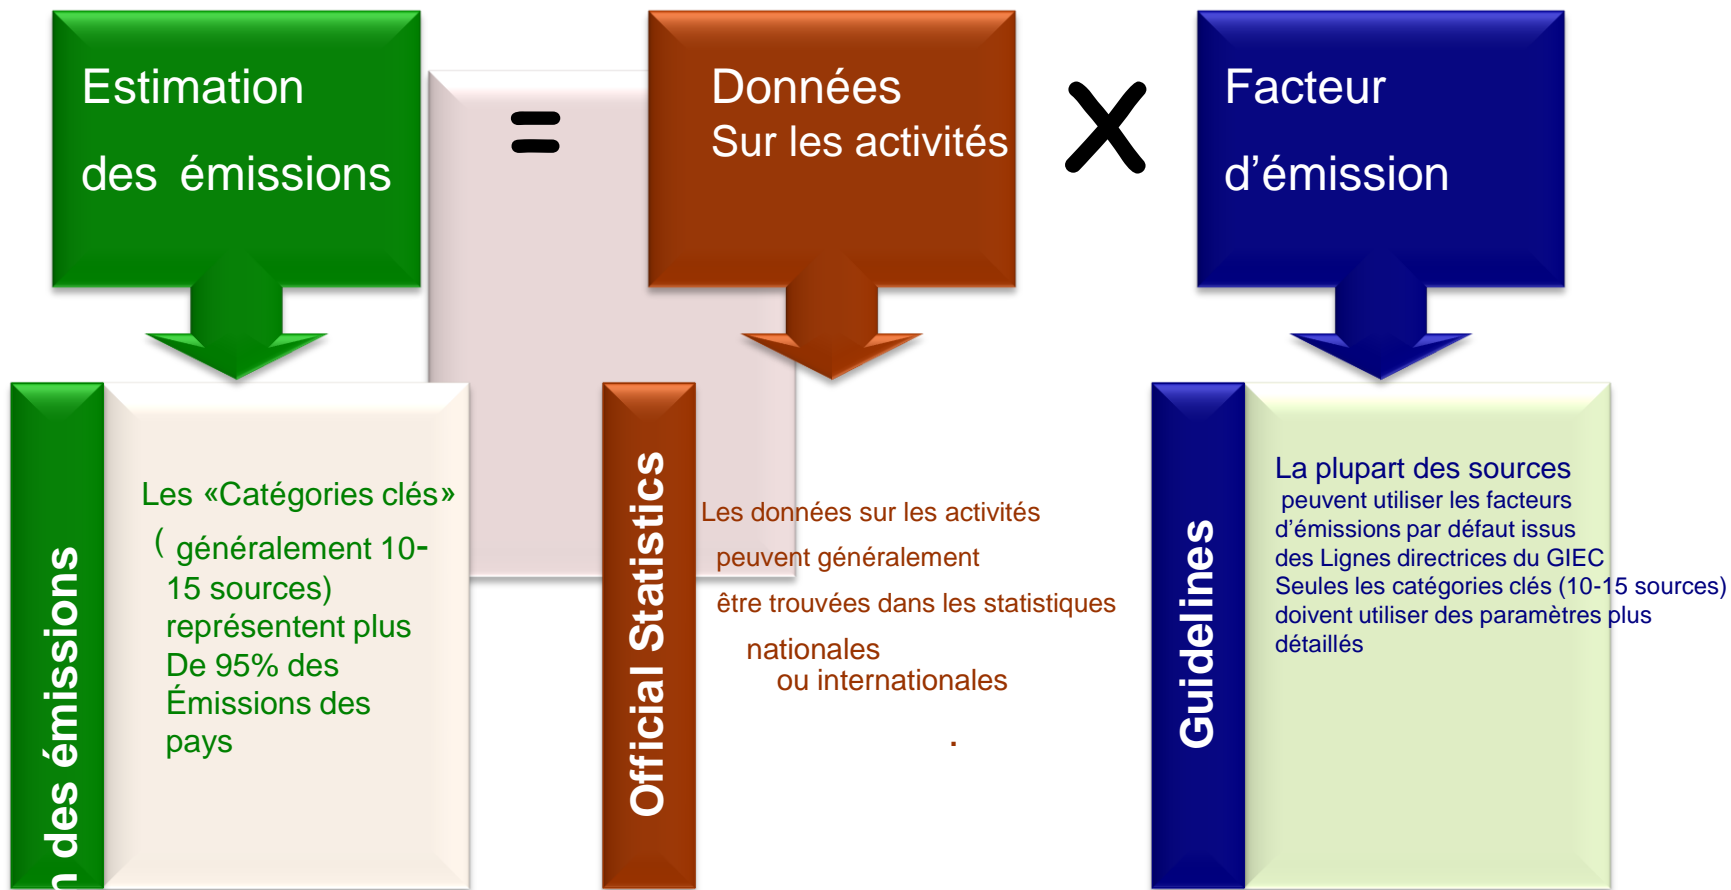 Estimation
des émissions
=
Données
Sur les activités
X
Facteur
d'émission
n des émissions
Les «Catégories clés»
( généralement 10-
15 sources)
représentent plus
De 95% des
Émissions des
pays
Official Statistics
Les données sur les activités
peuvent généralement
être trouvées dans les statistiques
nationales
ou internationales
.
Guidelines
La plupart des sources
peuvent utiliser les facteurs
d'émissions par défaut issus
des Lignes directrices du GIEC
Seules les catégories clés (10-15 sources)
doivent utiliser des paramètres plus
détaillés